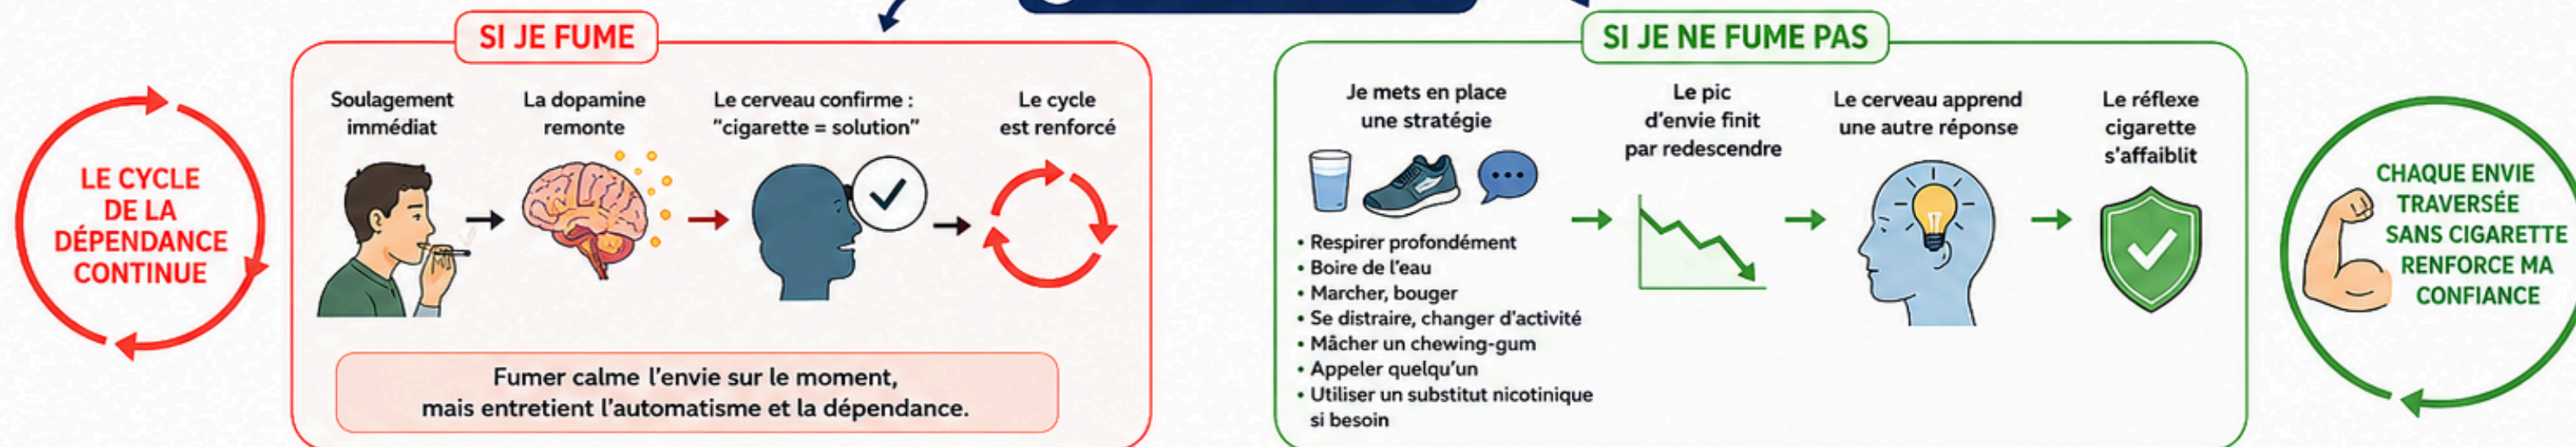 LE CYCLE
DE LA
DÉPENDANCE
CONTINUE
SI JE FUME
Soulagement
immédiat
La dopamine
remonte
Le cerveau confirme :
"cigarette = solution"
Le cycle
est renforcé
Fumer calme l'envie sur le moment,
mais entretient l'automatisme et la dépendance.
SI JE NE FUME PAS
Je mets en place
une stratégie
• Respirer profondément
• Boire de l'eau
• Marcher, bouger
• Se distraire, changer d'activité
• Mâcher un chewing-gum
• Appeler quelqu'un
• Utiliser un substitut nicotinique
si besoin
Le pic
d'envie finit
par redescendre
Le cerveau apprend
une autre réponse
Le réflexe
cigarette
s'affaiblit
CHAQUE ENVIE
TRAVERSÉE
SANS CIGARETTE
RENFORCE MA
CONFIANCE